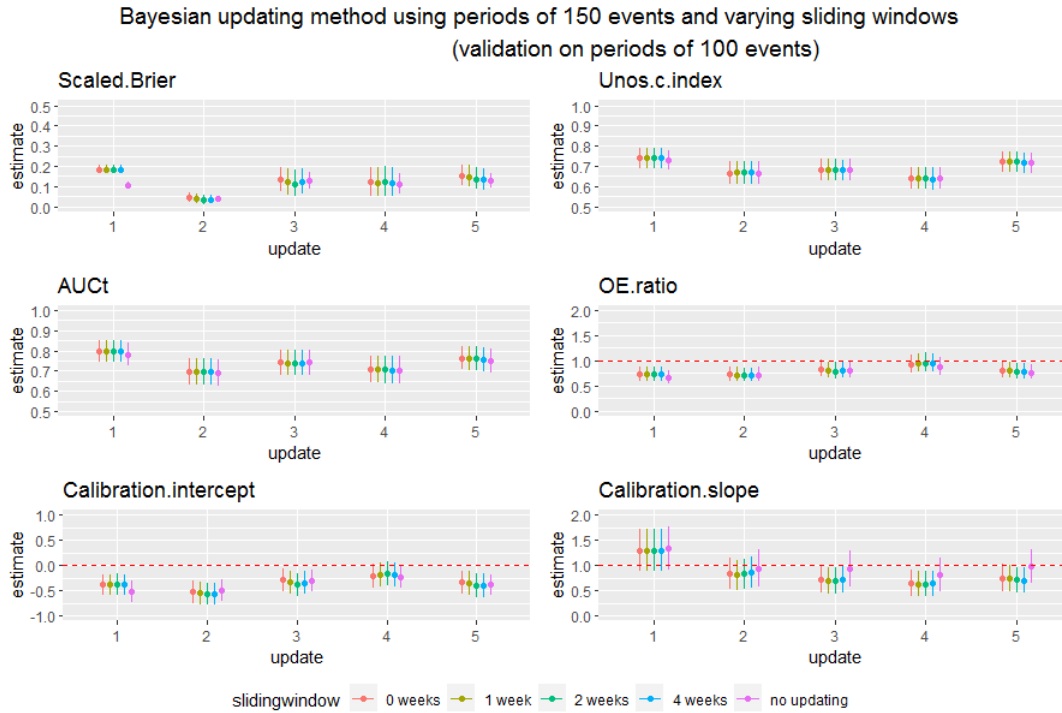 Bayesian updating method using periods of 150 events and varying sliding windows
(validation on periods of 100 events)
Scaled.Brier
0.5
0.4
0.3
0.2
0.1
0.0
estimate
1 2 3 4 5
update
Unos.c.index
1.0
0.9
0.8
0.7
0.6
0.5
estimate
1 2 3 4 5
update
AUCt
1.0
0.9
0.8
0.7
0.6
0.5
estimate
1 2 3 4 5
update
OE.ratio
2.0
1.5
1.0
0.5
0.0
estimate
1 2 3 4 5
update
Calibration.intercept
1.0
0.5
0.0
-0.5
-1.0
estimate
1 2 3 4 5
update
Calibration.slope
2.0
1.5
1.0
0.5
0.0
estimate
1 2 3 4 5
update
slidingwindow 0 weeks 1 week 2 weeks 4 weeks no updating